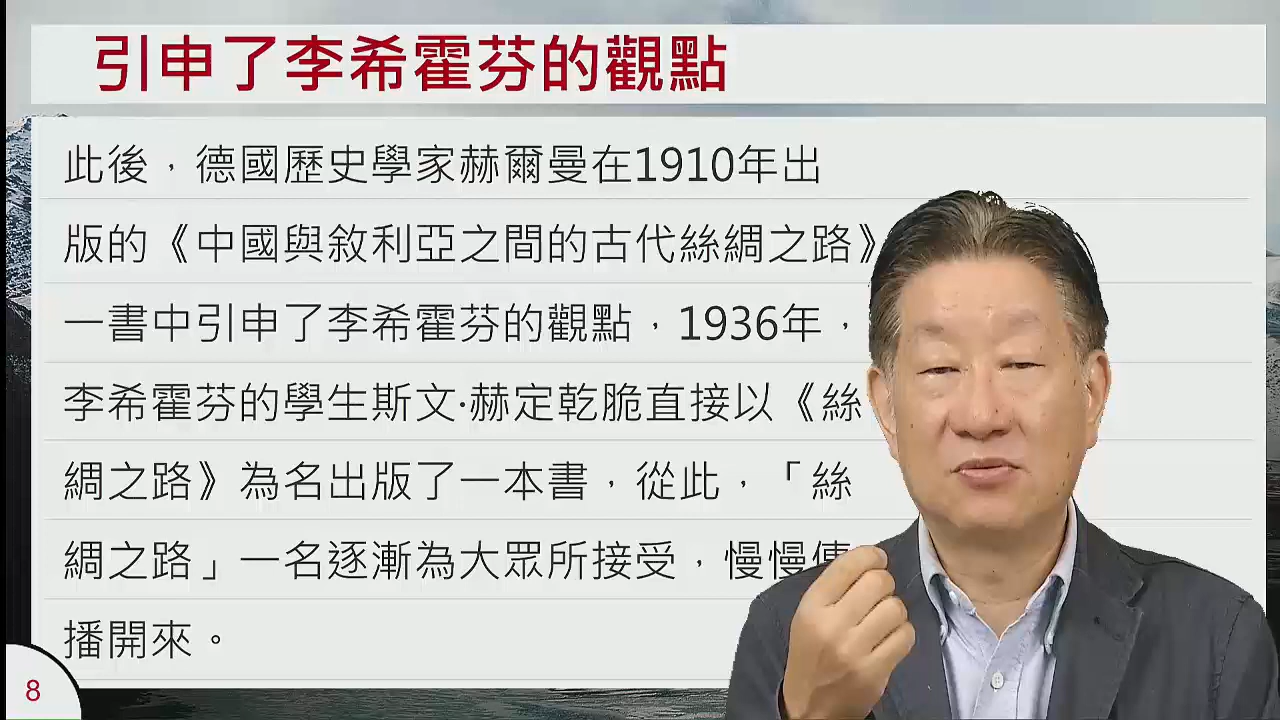 引申了李希霍芬的觀點
此後，德國歷史學家赫爾曼在1910年出
版的《中國與敘利亞之間的古代絲綢之路》
一書中引申了李希霍芬的觀點，1936年，
李希霍芬的學生斯文·赫定乾脆直接以《絲
綢之路》為名出版了一本書，從此，「絲
綢之路」一名逐漸為大眾所接受，慢慢傳
播開來。
8